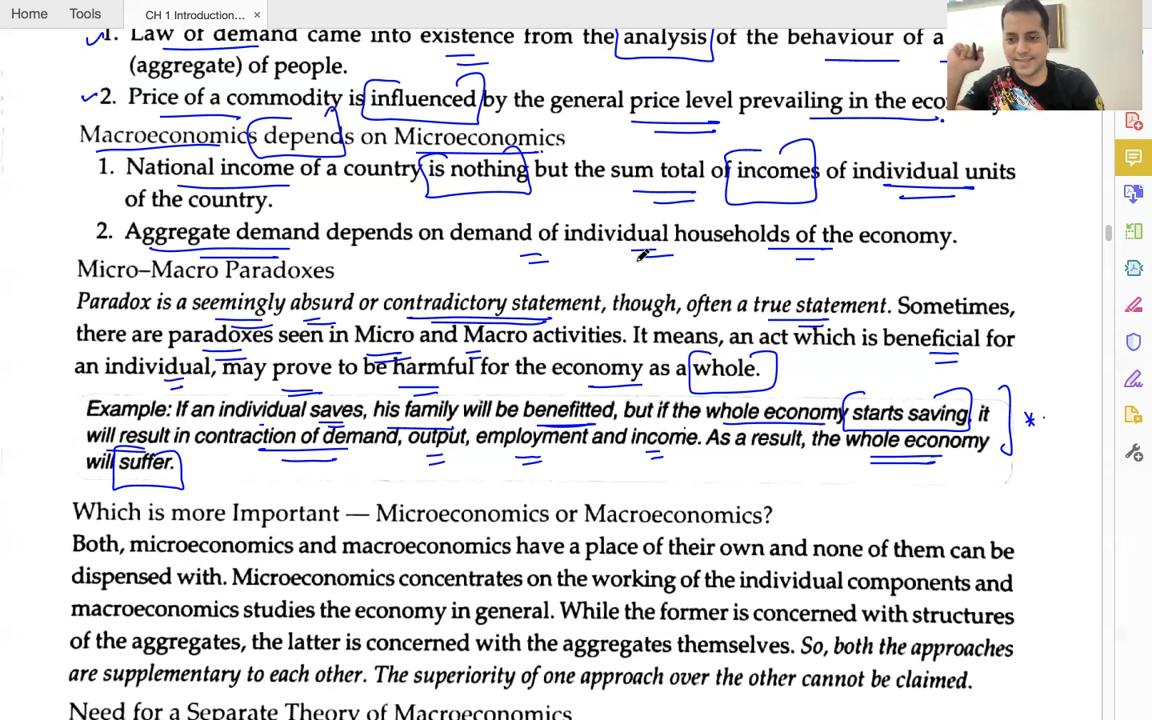 Home Tools CH 1 Introduction... ×
1. Law of demand came into existence from the analysis of the behaviour of a
(aggregate) of people.
2. Price of a commodity is influenced by the general price level prevailing in the eco
Macroeconomics depends on Microeconomics
1. National income of a country is nothing but the sum total of incomes of individual units
of the country.
2. Aggregate demand depends on demand of individual households of the economy.
Micro–Macro Paradoxes
Paradox is a seemingly absurd or contradictory statement, though, often a true statement. Sometimes,
there are paradoxes seen in Micro and Macro activities. It means, an act which is beneficial for
an individual, may prove to be harmful for the economy as a whole.
Example: If an individual saves, his family will be benefitted, but if the whole economy starts saving, it
will result in contraction of demand, output, employment and income. As a result, the whole economy
will suffer.
Which is more Important — Microeconomics or Macroeconomics?
Both, microeconomics and macroeconomics have a place of their own and none of them can be
dispensed with. Microeconomics concentrates on the working of the individual components and
macroeconomics studies the economy in general. While the former is concerned with structures
of the aggregates, the latter is concerned with the aggregates themselves. So, both the approaches
are supplementary to each other. The superiority of one approach over the other cannot be claimed.
Need for a Separate Theory of Macroeconomics